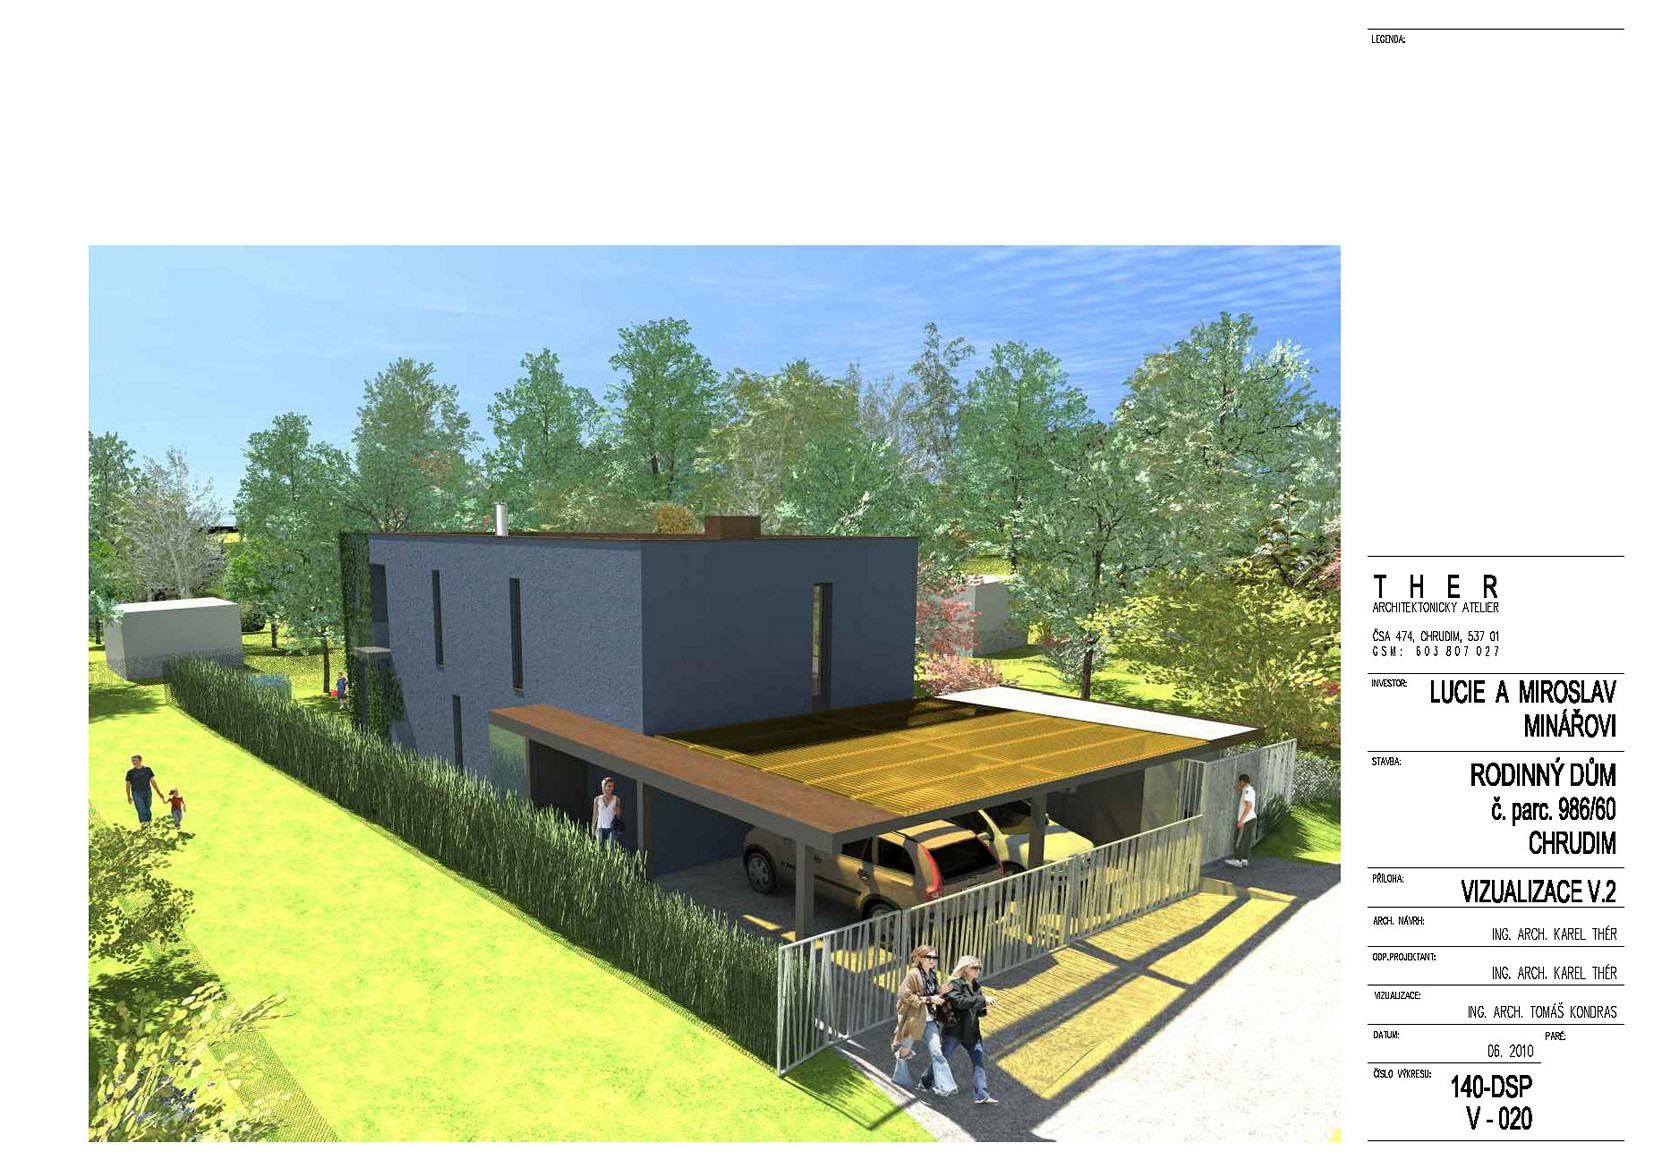 LEGENDA:
T H E R
ARCHITEKTONICKÝ ATELIER
ČSA 474, CHRUDIM, 537 01
GSM: 603 807 027
INVESTOR:
LUCIE A MIROSLAV
MINÁŘOVI
STAVBA:
RODINNÝ DŮM
č. parc. 986/60
CHRUDIM
PŘÍLOHA:
VIZUALIZACE V.2
ARCH. NÁVRH:
ING. ARCH. KAREL THÉR
ODP.PROJEKTANT:
ING. ARCH. KAREL THÉR
VIZUALIZACE:
ING. ARCH. TOMÁŠ KONDRAS
DATUM:
06. 2010
PARÉ:
ČÍSLO VÝKRESU:
140-DSP
V - 020